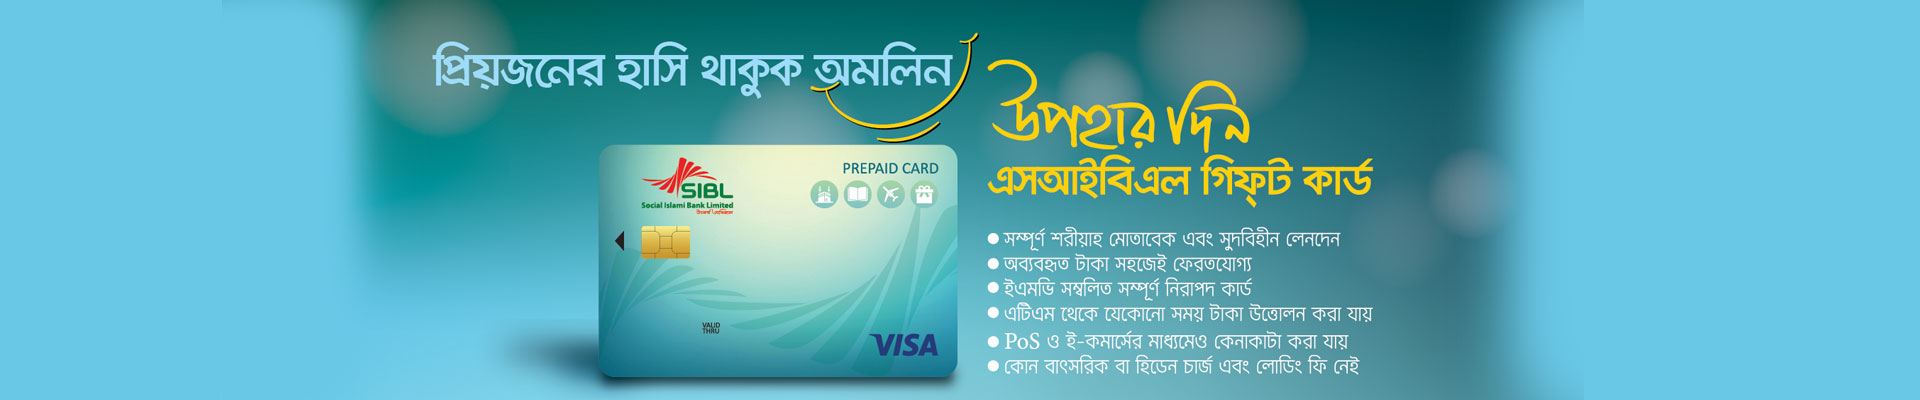 প্রিয়জনের হাসি থাকুক অমলিন
উপহার দিন
এসআইবিএল গিফ্‌ট কার্ড
SIBL
Social Islami Bank Limited
PREPAID CARD
VALID
THRU
VISA
সম্পূর্ণ শরীয়াহ মোতাবেক এবং সুদবিহীন লেনদেন
অব্যবহৃত টাকা সহজেই ফেরতযোগ্য
ইএমভি সম্বলিত সম্পূর্ণ নিরাপদ কার্ড
এটিএম থেকে যেকোনো সময় টাকা উত্তোলন করা যায়
PoS ও ই-কমার্সের মাধ্যমেও কেনাকাটা করা যায়
কোন বাৎসরিক বা হিডেন চার্জ এবং লোডিং ফি নেই